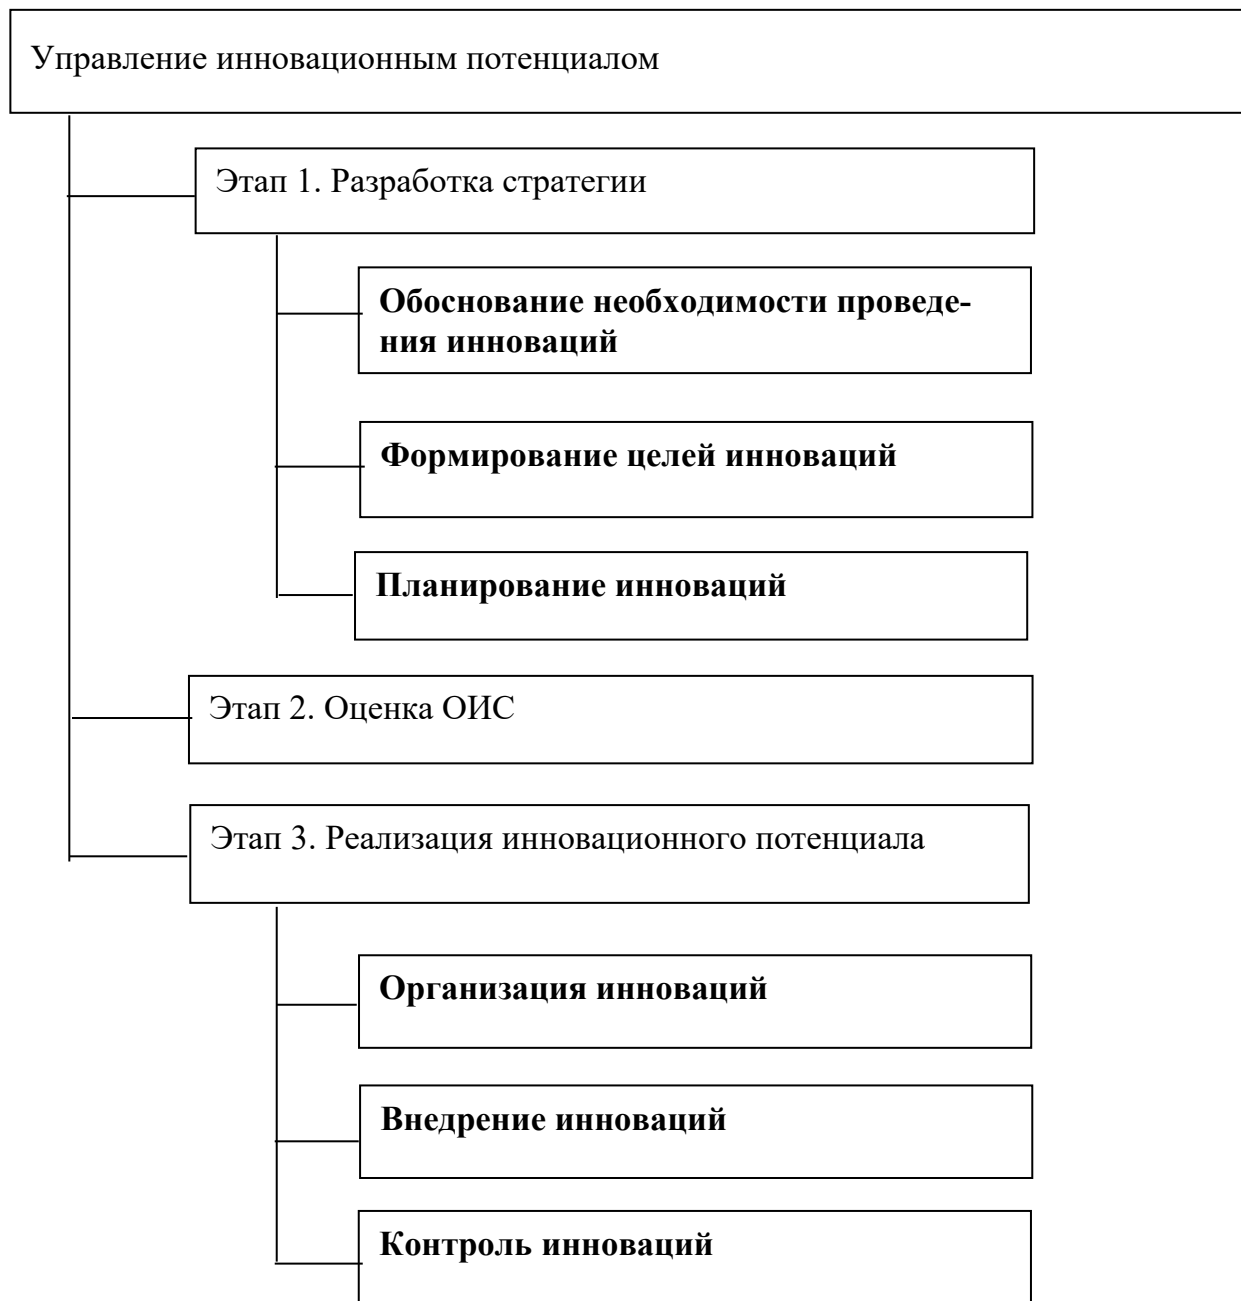 Управление инновационным потенциалом
Этап 1. Разработка стратегии
Обоснование необходимости проведе-
ния инноваций
Формирование целей инноваций
Планирование инноваций
Этап 2. Оценка ОИС
Этап 3. Реализация инновационного потенциала
Организация инноваций
Внедрение инноваций
Контроль инноваций